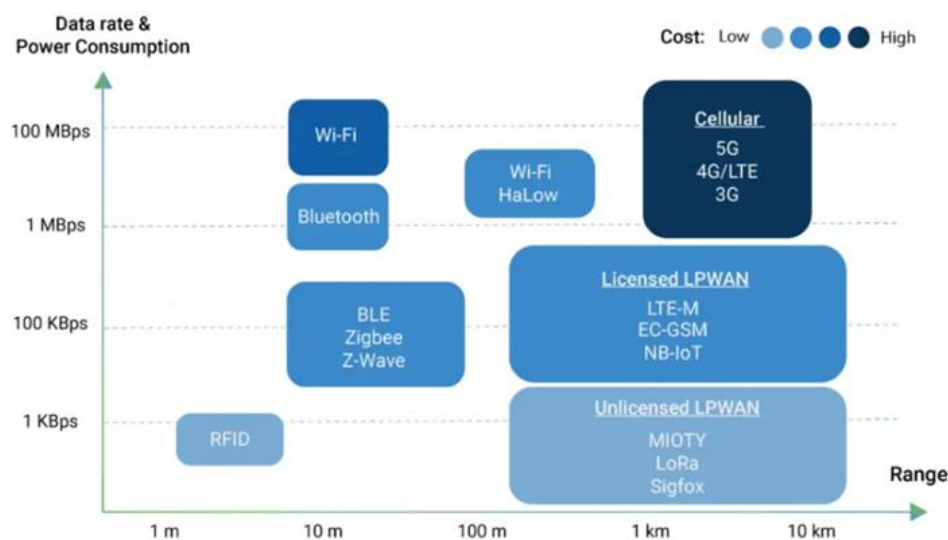 Data rate &
Power Consumption
Cost: Low High
100 MBps
Wi-Fi
Cellular
5G
4G/LTE
3G
Wi-Fi
HaLow
Bluetooth
1 MBps
Licensed LPWAN
LTE-M
EC-GSM
NB-IoT
BLE
Zigbee
Z-Wave
100 KBps
Unlicensed LPWAN
MIOTY
LoRa
Sigfox
1 KBps
RFID
Range
1 m 10 m 100 m 1 km 10 km